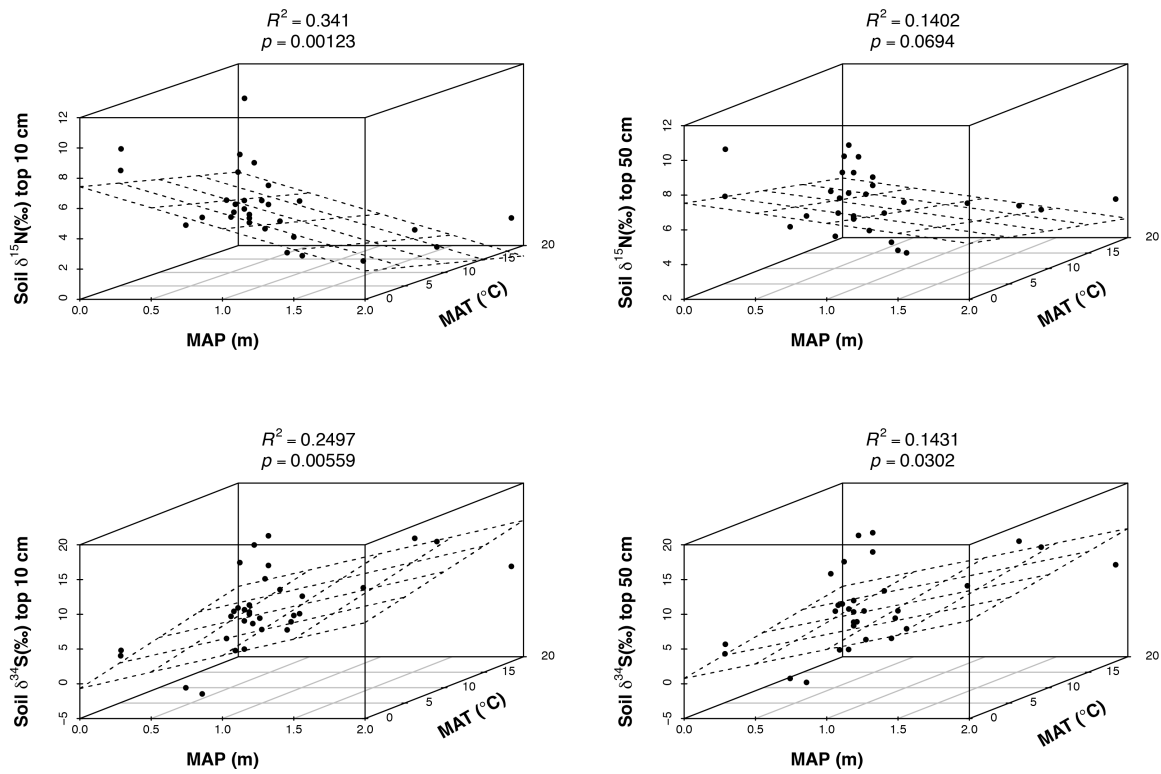 R² = 0.341
p = 0.00123
Soil δ¹⁵N(‰) top 10 cm
0 2 4 6 8 10 12
0.0 0.5 1.0 1.5 2.0
MAP (m)
0 5 10 15 20
MAT (°C)
R² = 0.1402
p = 0.0694
Soil δ¹⁵N(‰) top 50 cm
2 4 6 8 10 12
0.0 0.5 1.0 1.5 2.0
MAP (m)
0 5 10 15 20
MAT (°C)
R² = 0.2497
p = 0.00559
Soil δ³⁴S(‰) top 10 cm
−5 0 5 10 15 20
0.0 0.5 1.0 1.5 2.0
MAP (m)
0 5 10 15 20
MAT (°C)
R² = 0.1431
p = 0.0302
Soil δ³⁴S(‰) top 50 cm
−5 0 5 10 15 20
0.0 0.5 1.0 1.5 2.0
MAP (m)
0 5 10 15 20
MAT (°C)